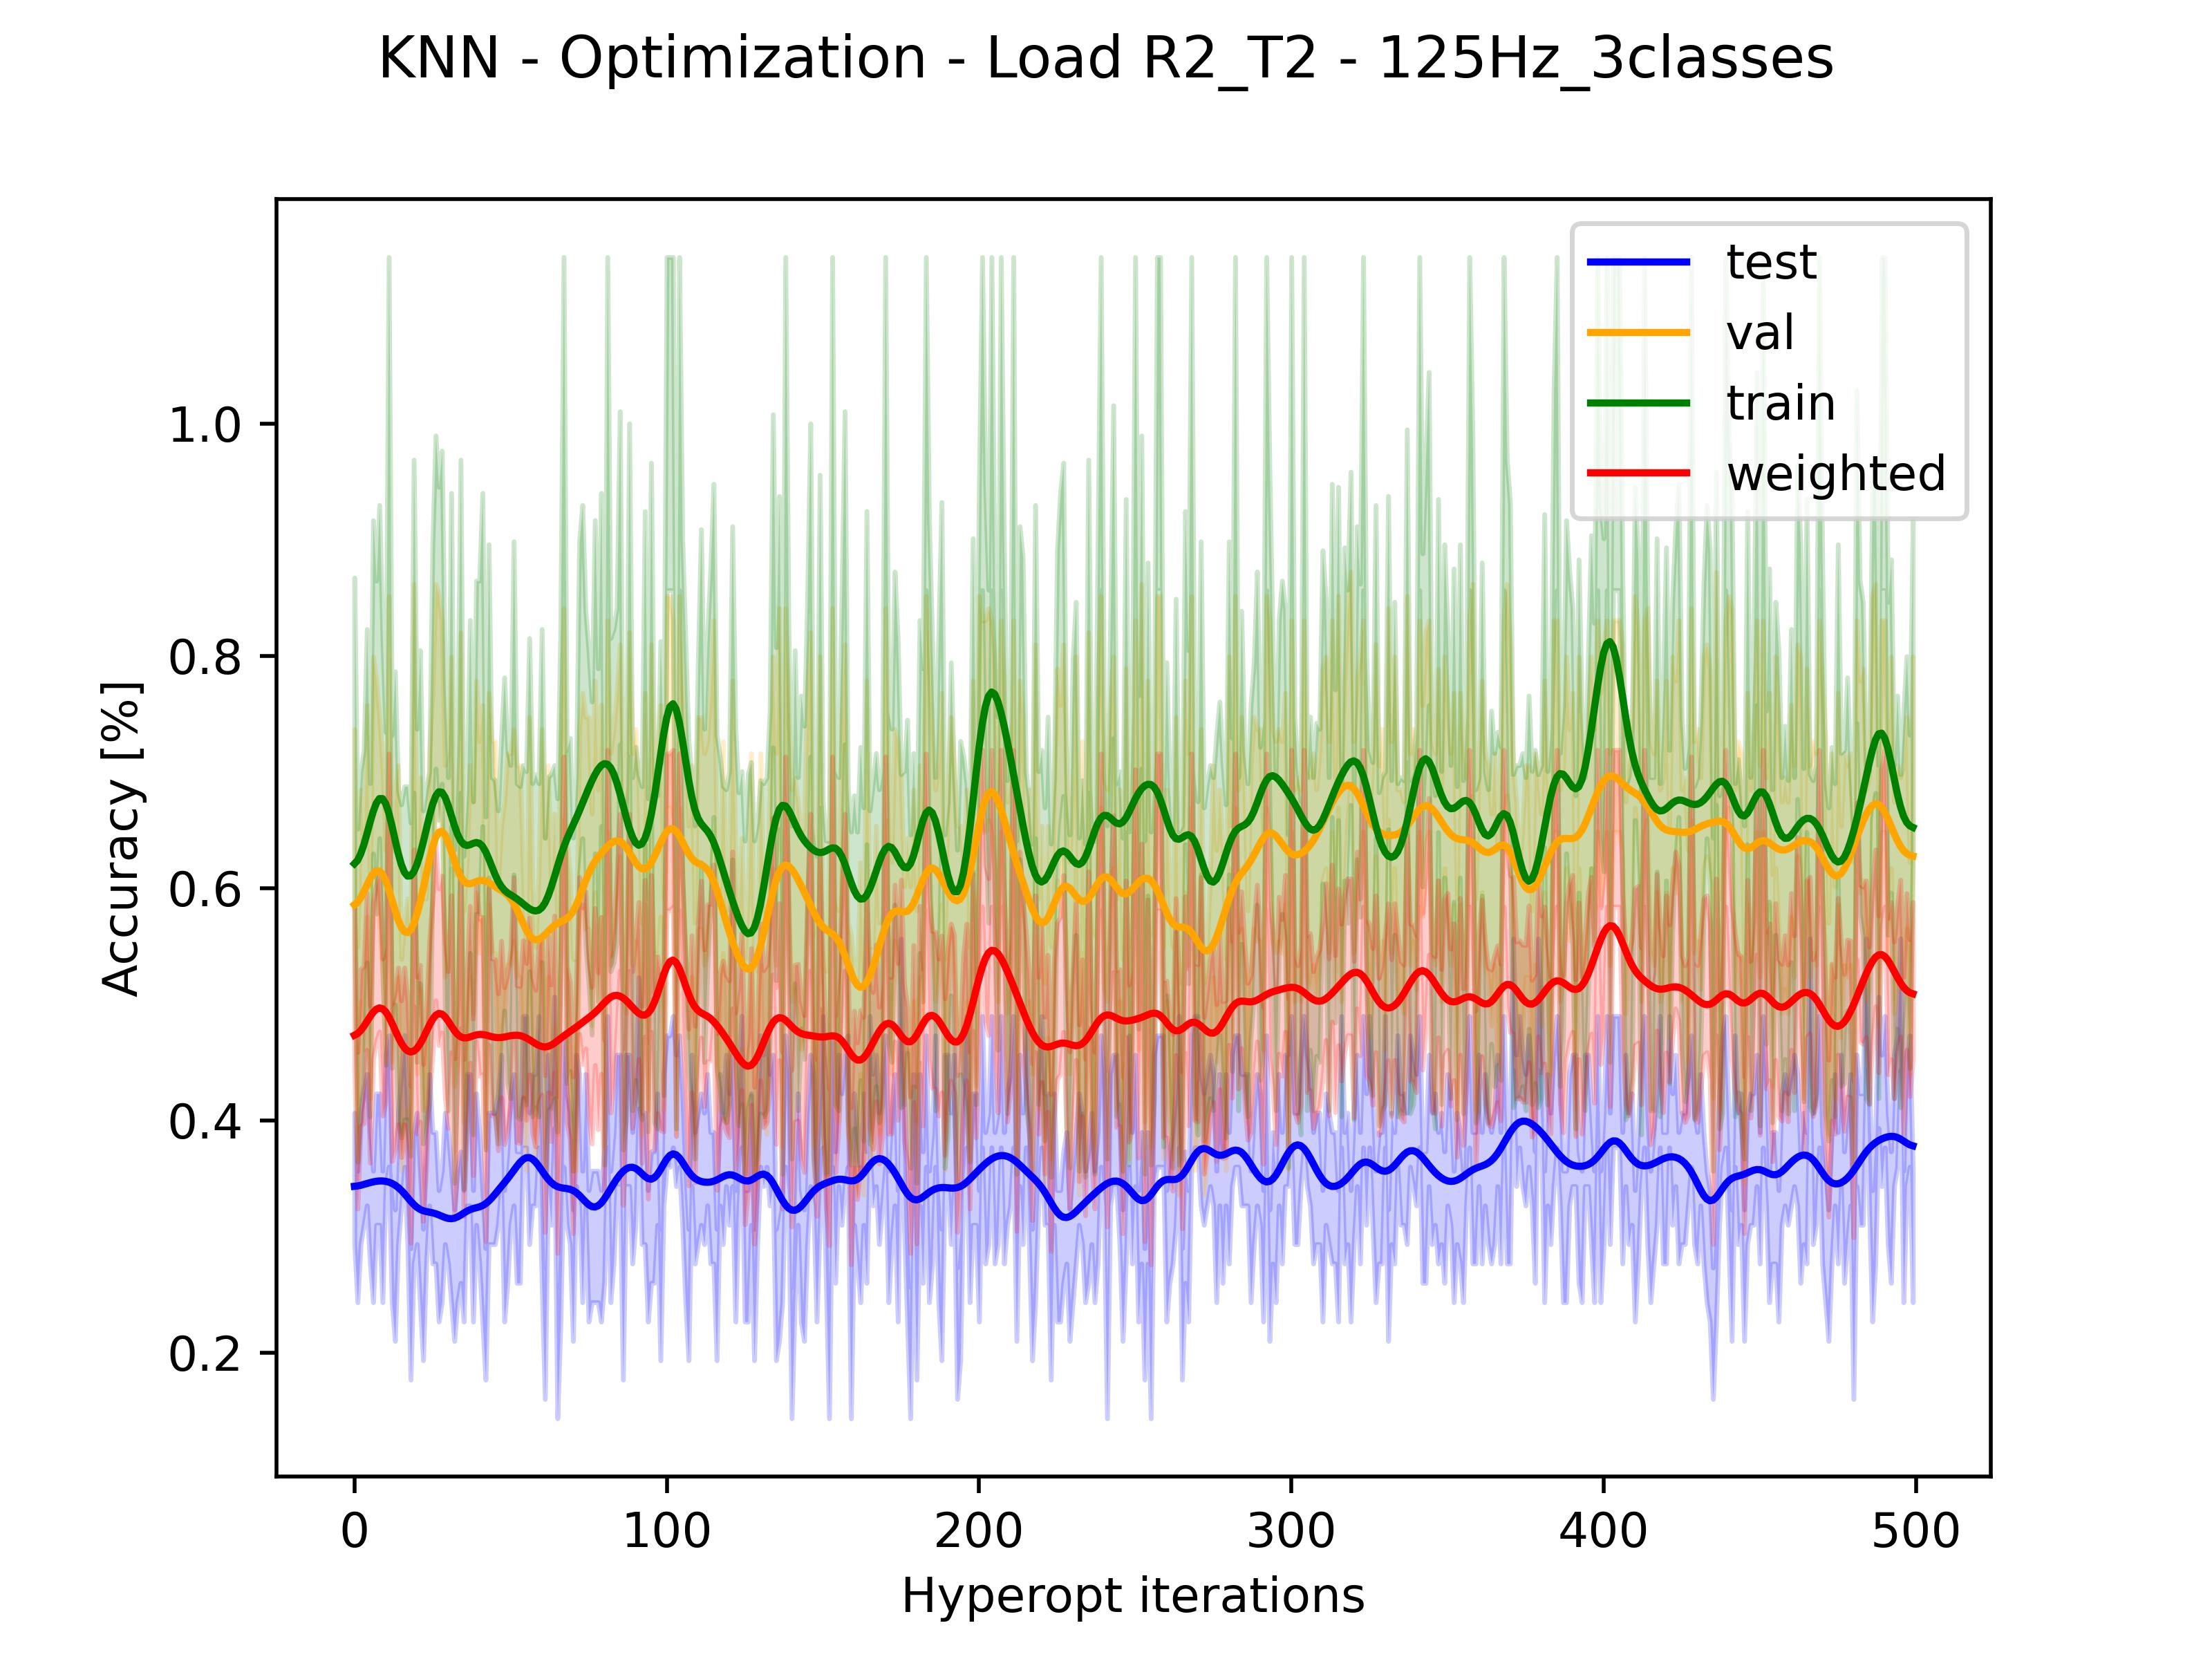 KNN - Optimization - Load R2_T2 - 125Hz_3classes
test
val
train
weighted
1.0
0.8
0.6
0.4
0.2
Accuracy [%]
0 100 200 300 400 500
Hyperopt iterations